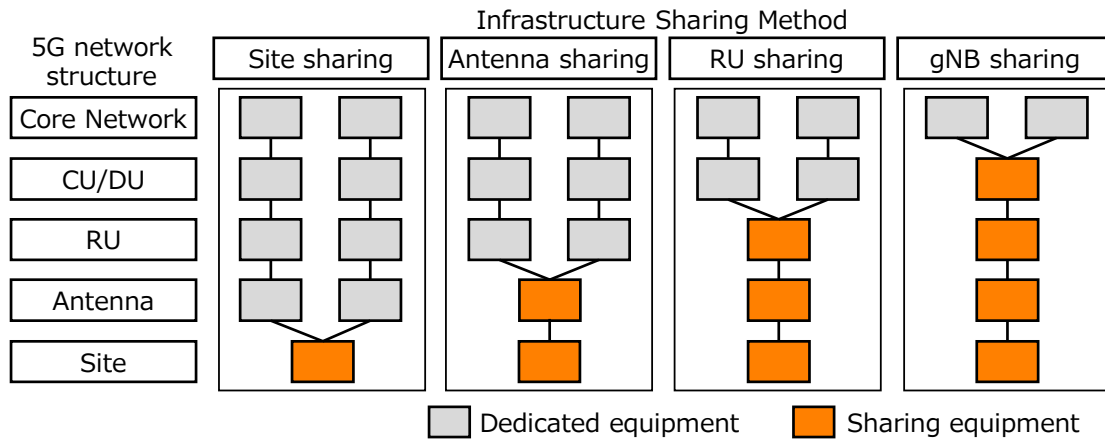 Infrastructure Sharing Method
5G network
structure
Site sharing
Antenna sharing
RU sharing
gNB sharing
Core Network
CU/DU
RU
Antenna
Site
Dedicated equipment
Sharing equipment